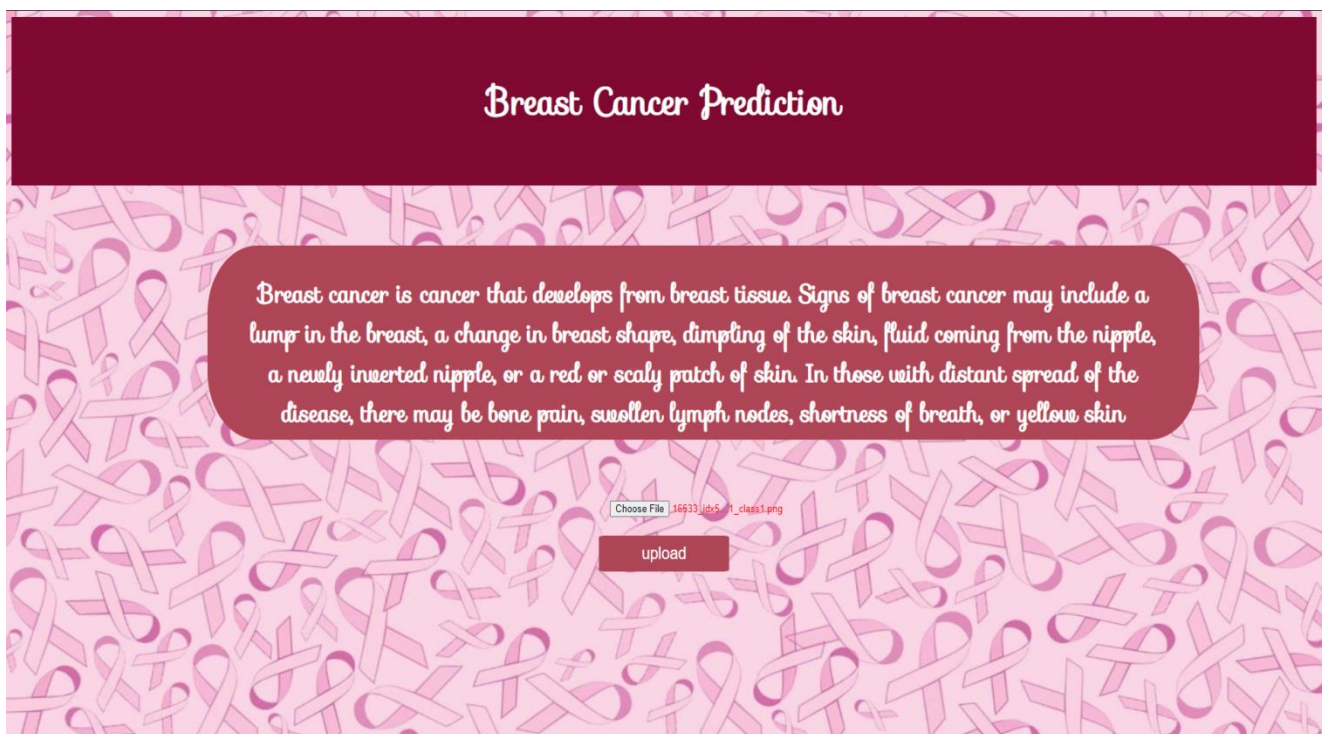 Breast Cancer Prediction
Breast cancer is cancer that develops from breast tissue. Signs of breast cancer may include a
lump in the breast, a change in breast shape, dimpling of the skin, fluid coming from the nipple,
a newly inverted nipple, or a red or scaly patch of skin. In those with distant spread of the
disease, there may be bone pain, swollen lymph nodes, shortness of breath, or yellow skin
Choose File 16533_idx5...1_class1.png
upload